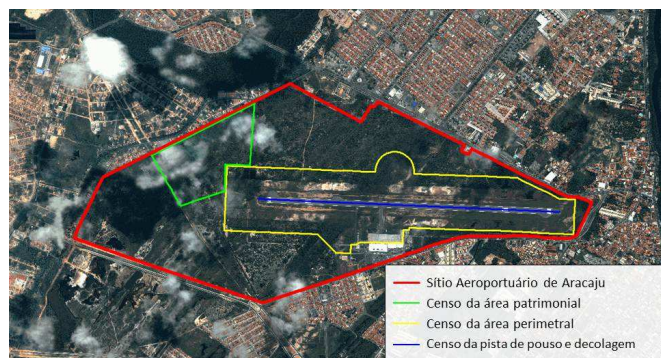 Sítio Aeroportuário de Aracaju
Censo da área patrimonial
Censo da área perimetral
Censo da pista de pouso e decolagem